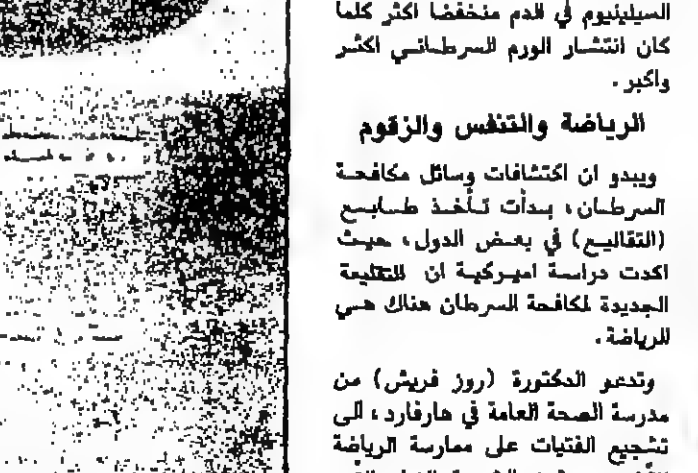 السيلينيوم في الدم منخفضا اكثر كلما
كان انتشار الورم السرطاني اكثر
واكبر .
الرياضة والتنفس والزقوم
ويبدو ان اكتشافات وسائل مكافحة
السرطان ، بدأت تأخذ طابع
(التقاليع) في بعض الدول ، حيث
اكدت دراسة اميركية ان التقليعة
الجديدة لمكافحة السرطان هناك هي
الرياضة .
وتدعو الدكتورة (روز فريش) من
مدرسة الصحة العامة في هارفارد ، الى
تشجيع الفتيات على ممارسة الرياضة